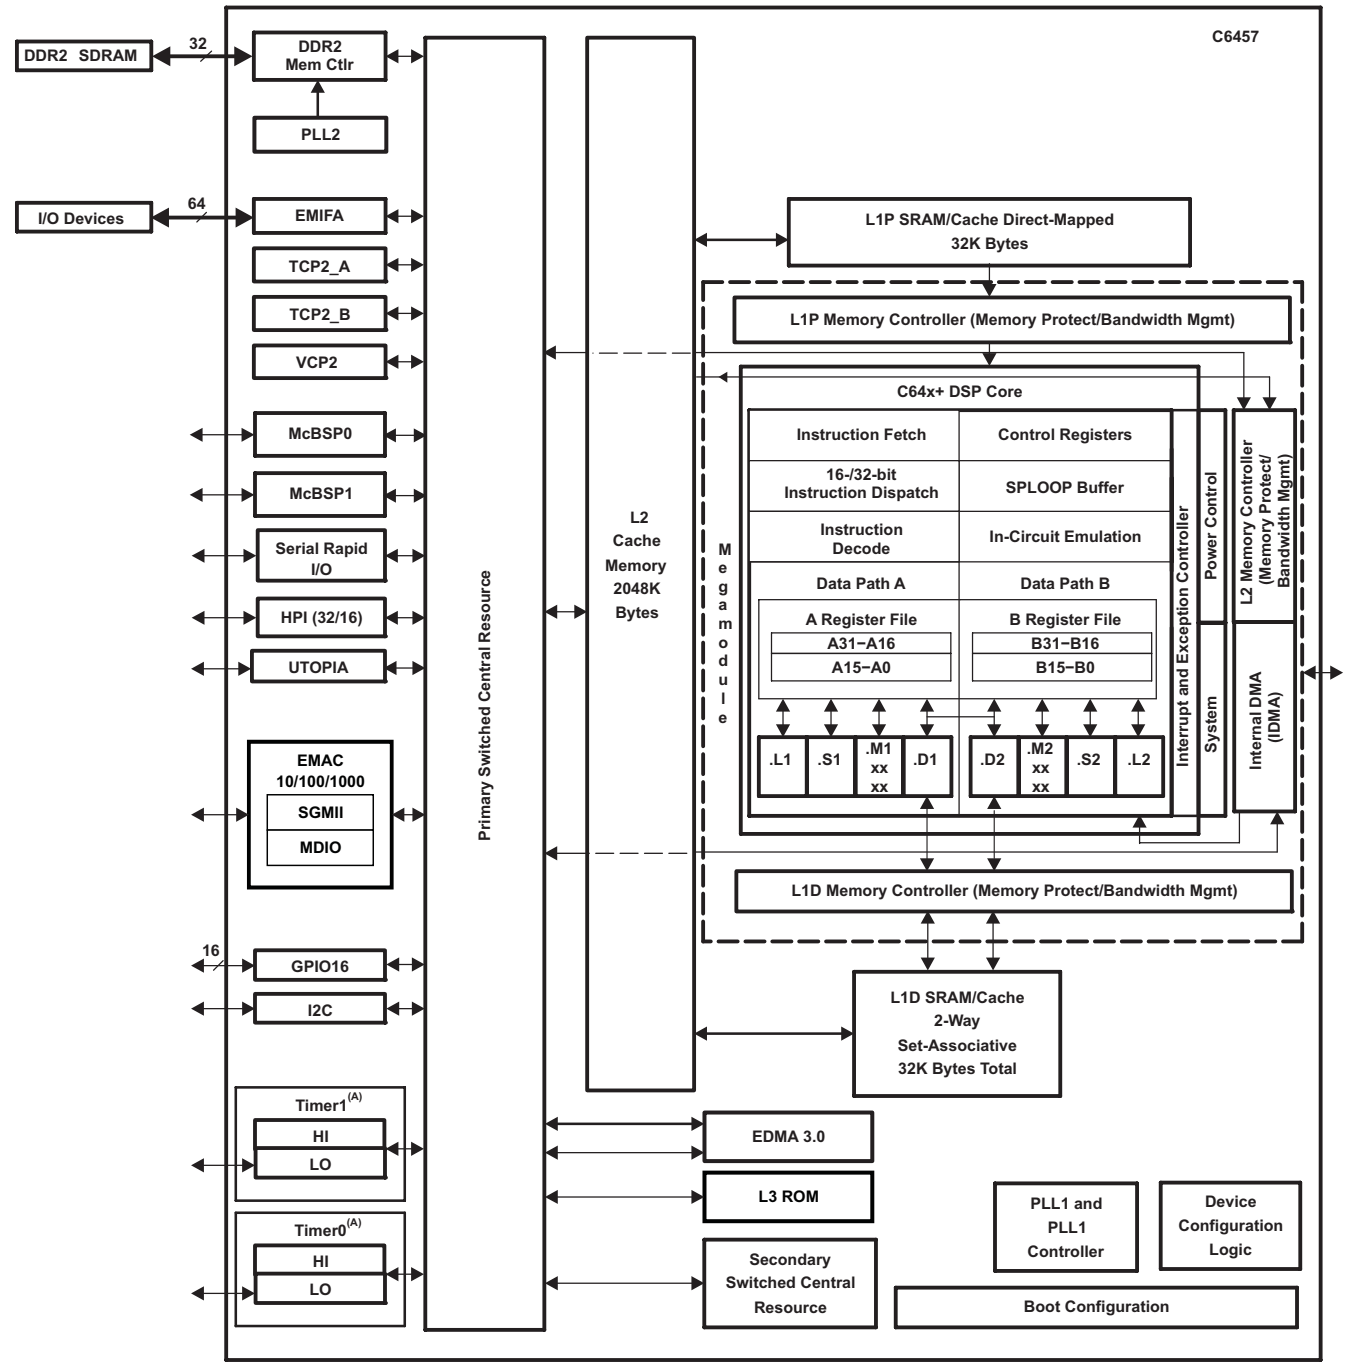 C6457
DDR2 SDRAM
32
DDR2
Mem Ctlr
PLL2
I/O Devices
64
EMIFA
TCP2_A
TCP2_B
VCP2
McBSP0
McBSP1
Serial Rapid
I/O
HPI (32/16)
UTOPIA
EMAC
10/100/1000
SGMII
MDIO
16
GPIO16
I2C
Timer1(A)
HI
LO
Timer0(A)
HI
LO
Primary Switched Central Resource
L2
Cache
Memory
2048K
Bytes
L1P SRAM/Cache Direct-Mapped
32K Bytes
L1P Memory Controller (Memory Protect/Bandwidth Mgmt)
Megamodule
C64x+ DSP Core
Instruction Fetch
Control Registers
16-/32-bit
Instruction Dispatch
SPLOOP Buffer
Instruction
Decode
In-Circuit Emulation
Data Path A
Data Path B
A Register File
B Register File
A31−A16
B31−B16
A15−A0
B15−B0
.L1
.S1
.M1
xx
xx
.D1
.D2
.M2
xx
xx
.S2
.L2
Interrupt and Exception Controller
Power Control
System
L2 Memory Controller
(Memory Protect/
Bandwidth Mgmt)
Internal DMA
(IDMA)
L1D Memory Controller (Memory Protect/Bandwidth Mgmt)
L1D SRAM/Cache
2-Way
Set-Associative
32K Bytes Total
EDMA 3.0
L3 ROM
Secondary
Switched Central
Resource
PLL1 and
PLL1
Controller
Device
Configuration
Logic
Boot Configuration